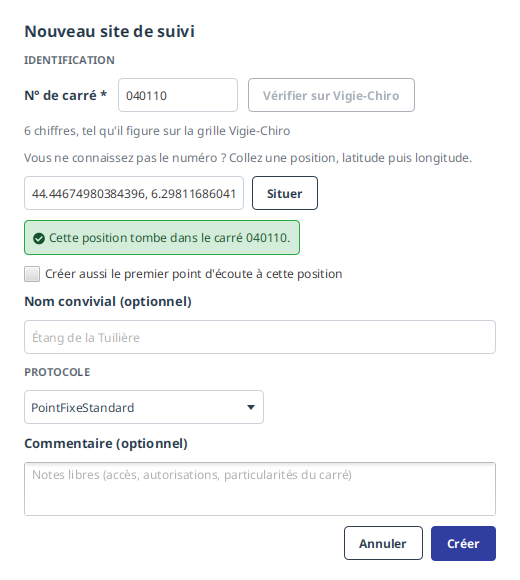 Nouveau site de suivi
IDENTIFICATION
N° de carré * 040110 Vérifier sur Vigie-Chiro
6 chiffres, tel qu'il figure sur la grille Vigie-Chiro
Vous ne connaissez pas le numéro ? Collez une position, latitude puis longitude.
44.44674980384396, 6.29811686041 Situer
Cette position tombe dans le carré 040110.
Créer aussi le premier point d'écoute à cette position
Nom convivial (optionnel)
Étang de la Tuilière
PROTOCOLE
PointFixeStandard
Commentaire (optionnel)
Notes libres (accès, autorisations, particularités du carré)
Annuler Créer